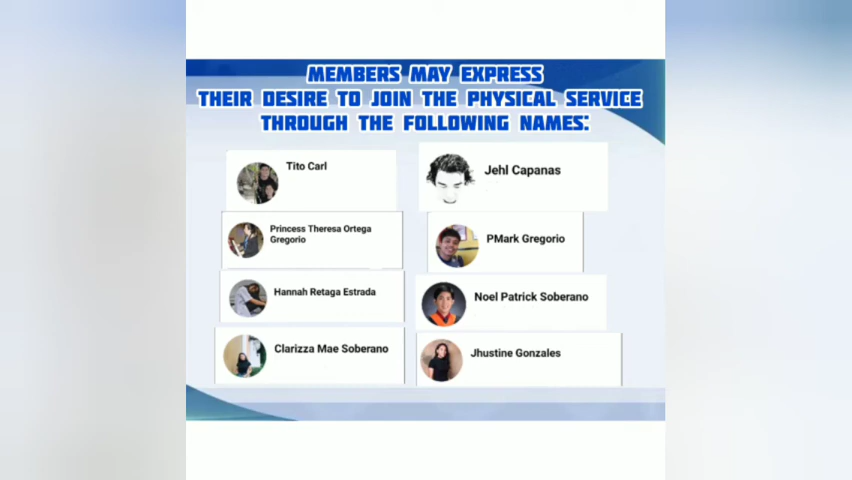 MEMBERS MAY EXPRESS
THEIR DESIRE TO JOIN THE PHYSICAL SERVICE
THROUGH THE FOLLOWING NAMES:
Tito Carl
Jehl Capanas
Princess Theresa Ortega
Gregorio
PMark Gregorio
Hannah Retaga Estrada
Noel Patrick Soberano
Clarizza Mae Soberano
Jhustine Gonzales